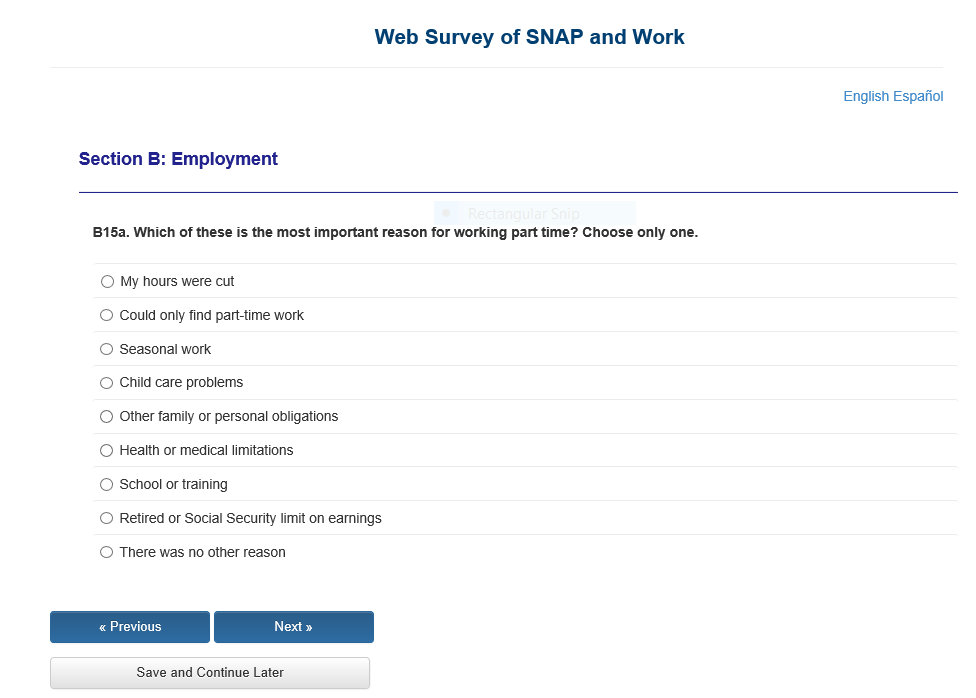 Web Survey of SNAP and Work
English Español
Section B: Employment
Rectangular Snip
B15a. Which of these is the most important reason for working part time? Choose only one.
My hours were cut
Could only find part-time work
Seasonal work
Child care problems
Other family or personal obligations
Health or medical limitations
School or training
Retired or Social Security limit on earnings
There was no other reason
« Previous Next »
Save and Continue Later